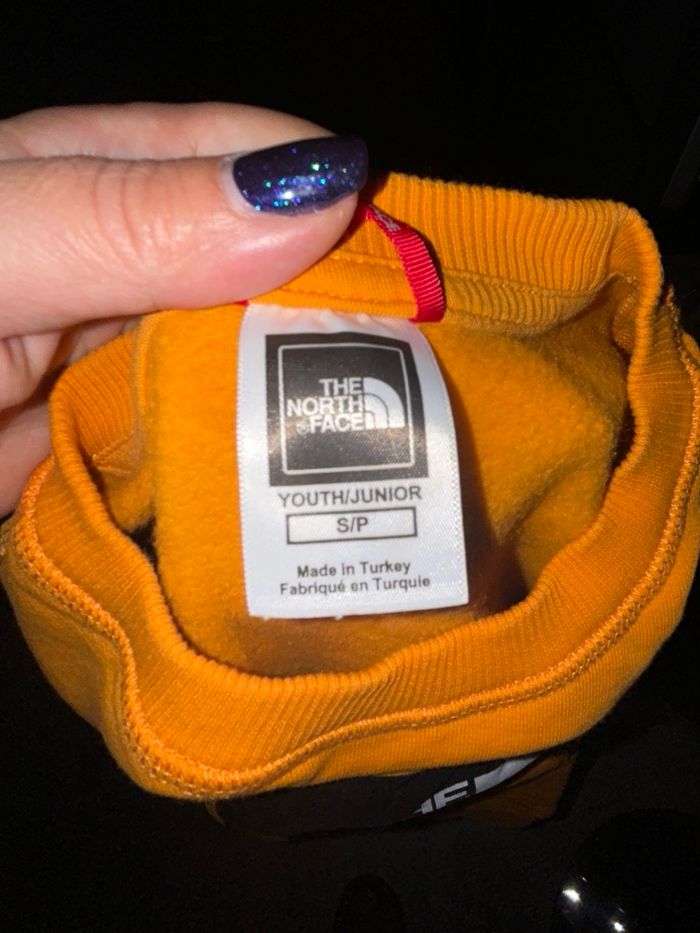 THE
NORTH
FACE
YOUTH/JUNIOR
S/P
Made in Turkey
Fabriqué en Turquie